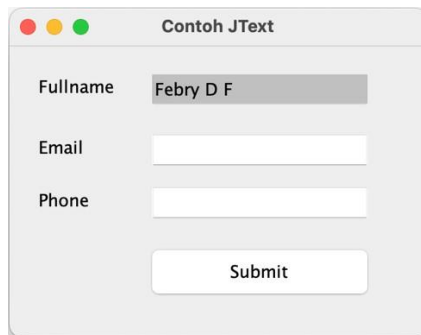 Contoh JText
Fullname Febry D F
Email
Phone
Submit